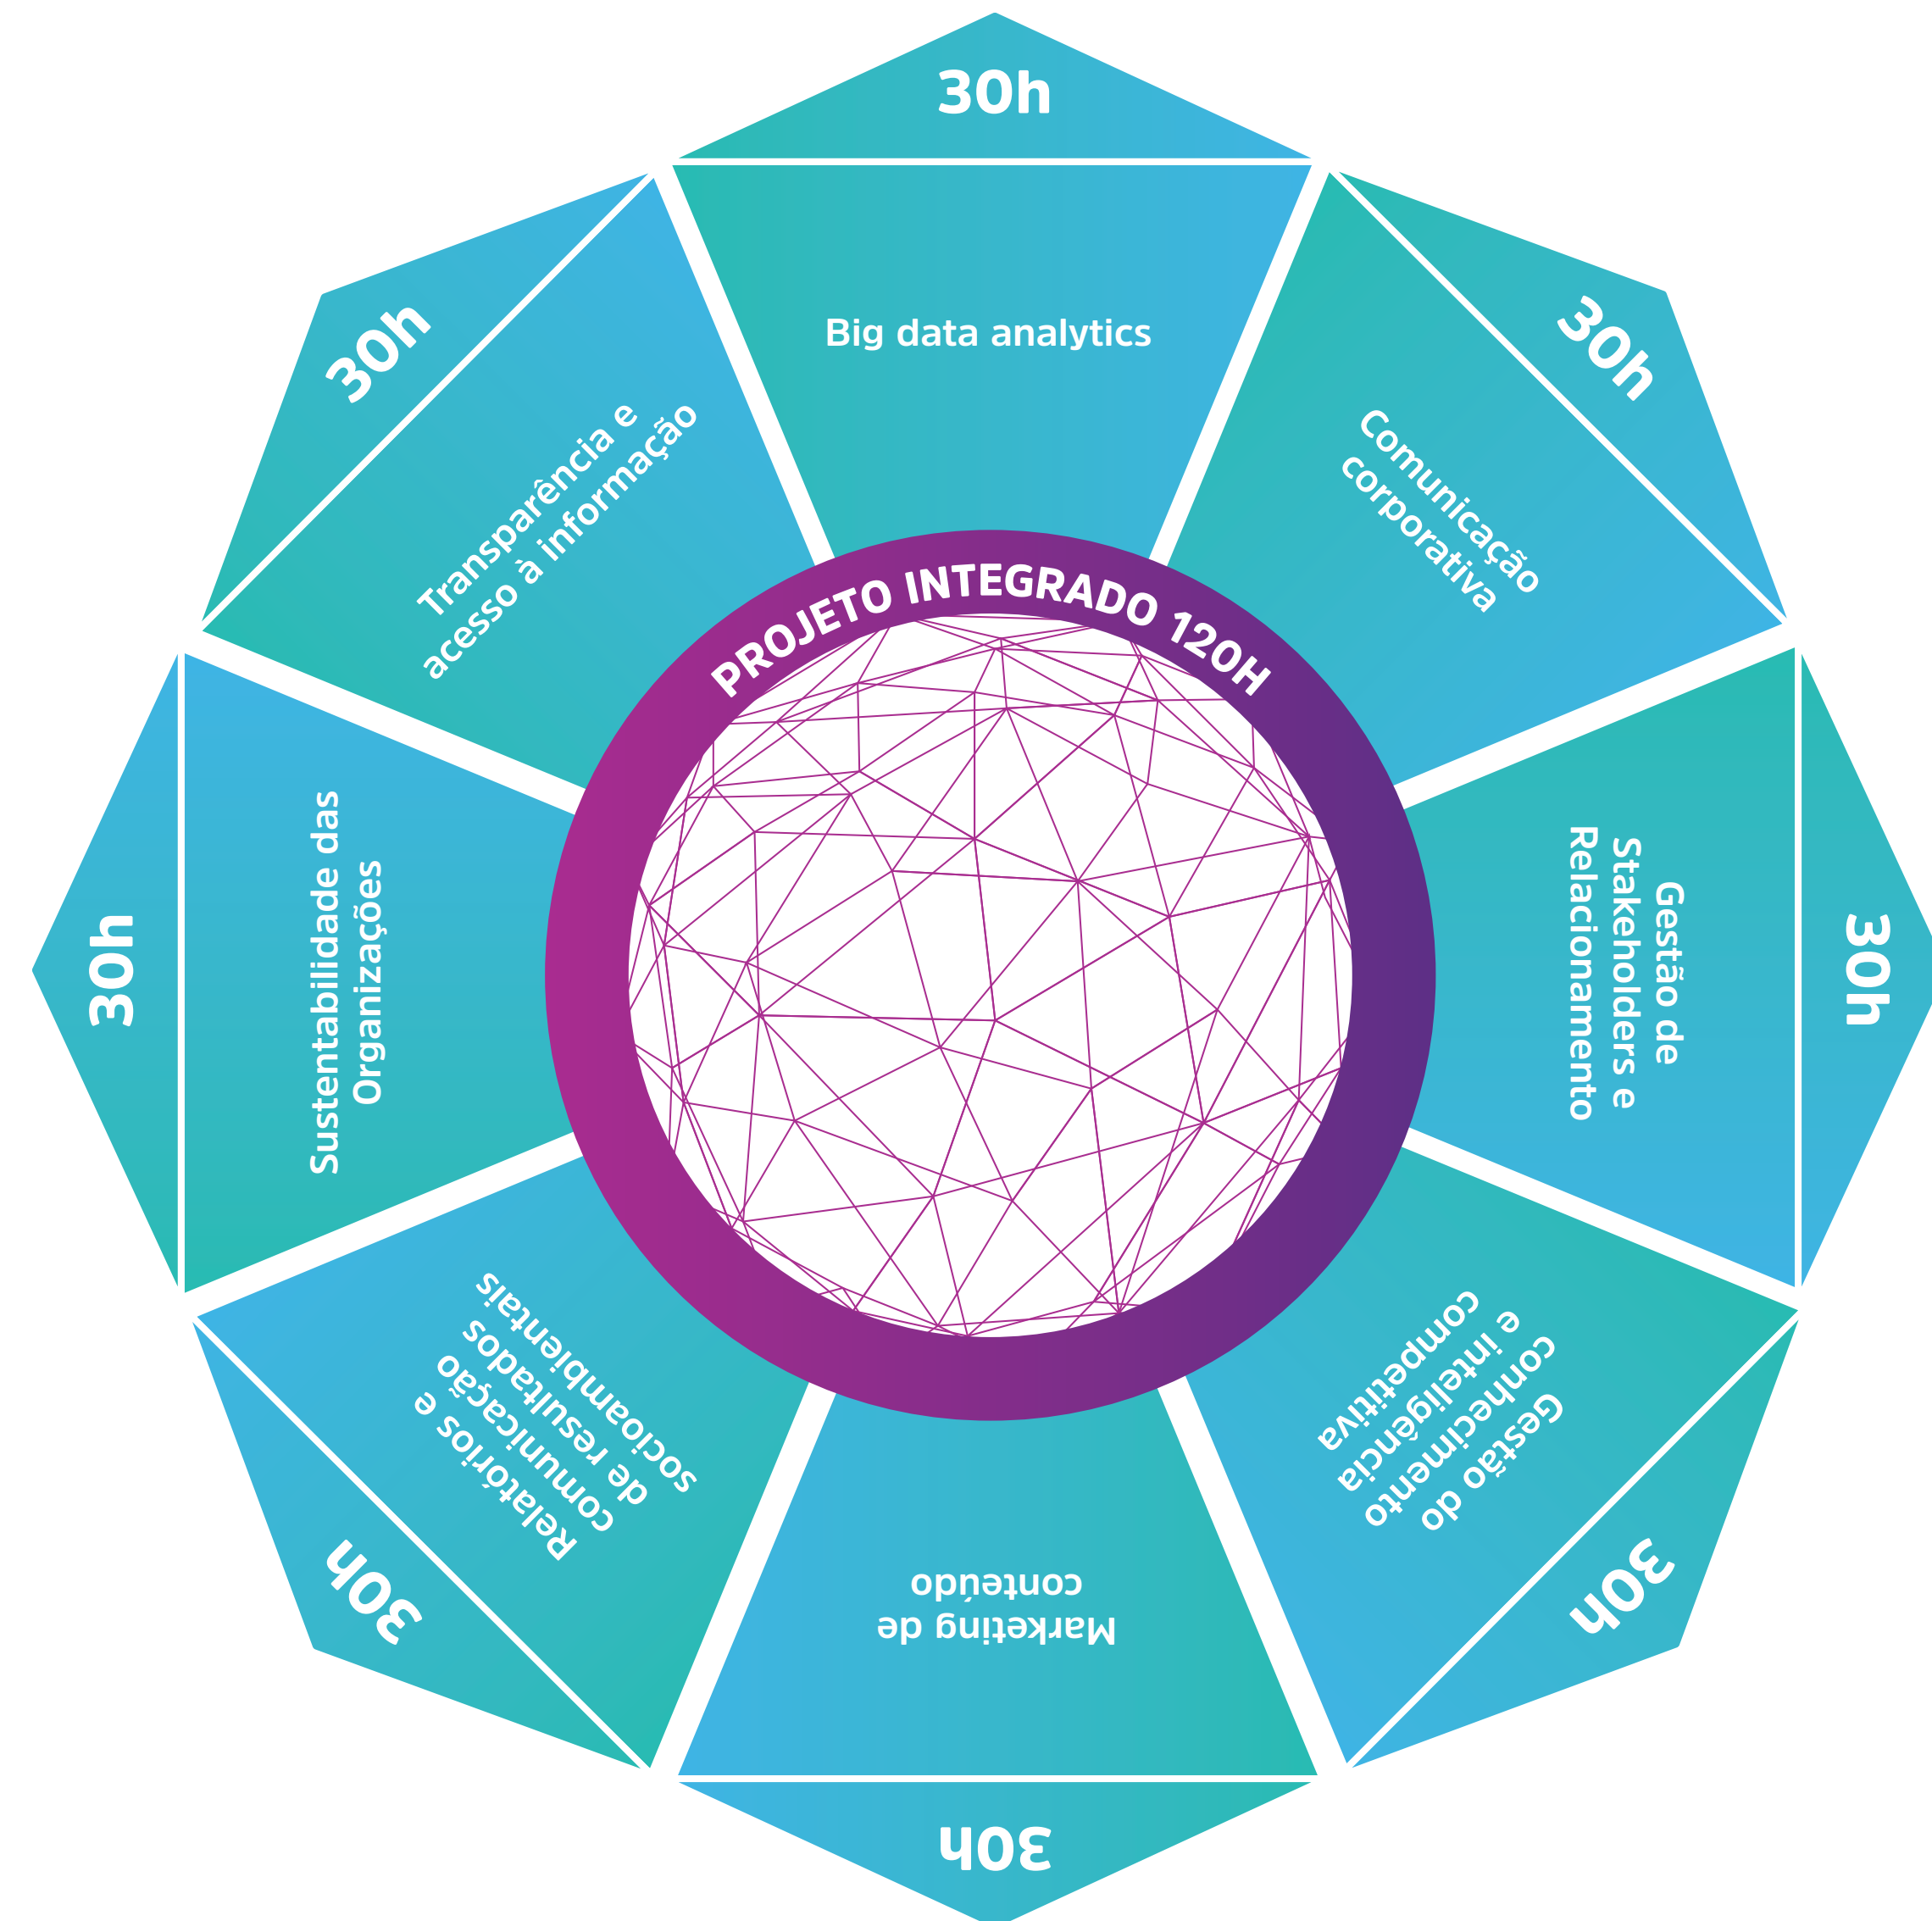 30h
Big data analytics
30h
Comunicação
corporativa
30h
Gestão de
Stakeholders e
Relacionamento
30h
Gestão do
conhecimento
e inteligência
competitiva
30h
Marketing de
contéudo
30h
Relatórios e
comunicação
de resultados
socioambientais
30h
Sustentabilidade das
Organizações
30h
Transparência e
acesso à informação
PROJETO INTEGRADO 120H